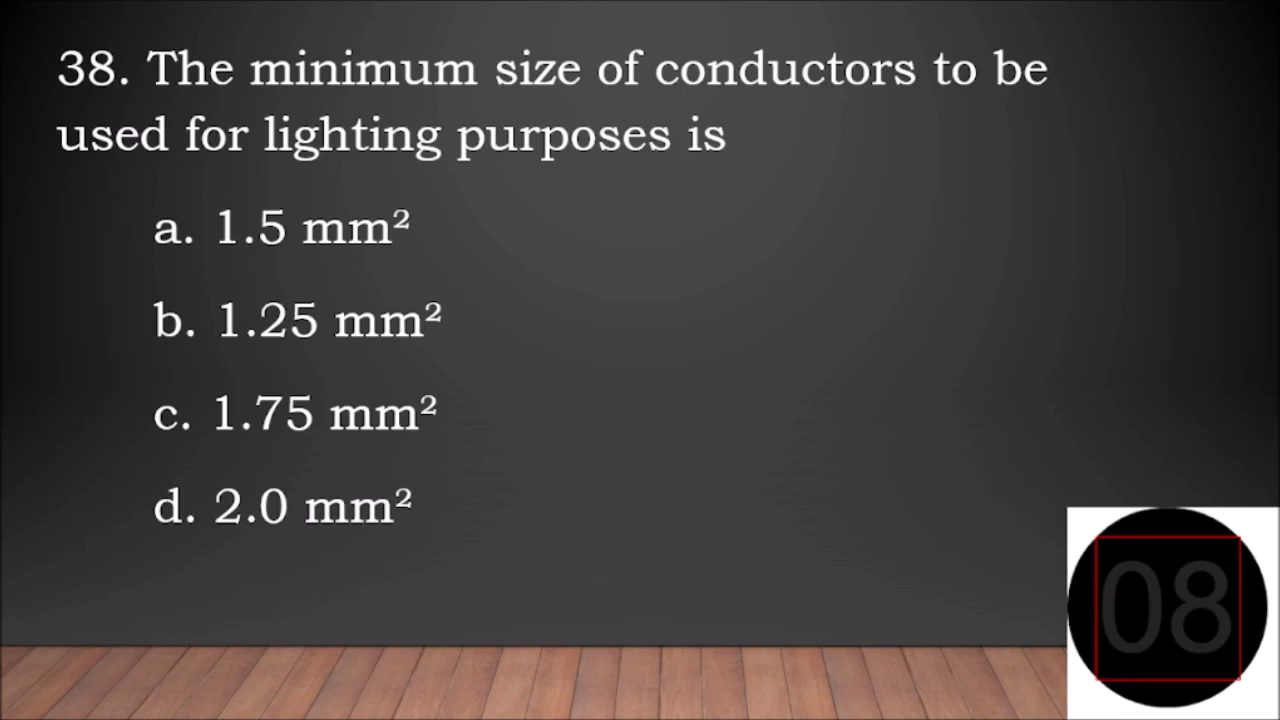 38. The minimum size of conductors to be
used for lighting purposes is
a. 1.5 mm²
b. 1.25 mm²
c. 1.75 mm²
d. 2.0 mm²
08